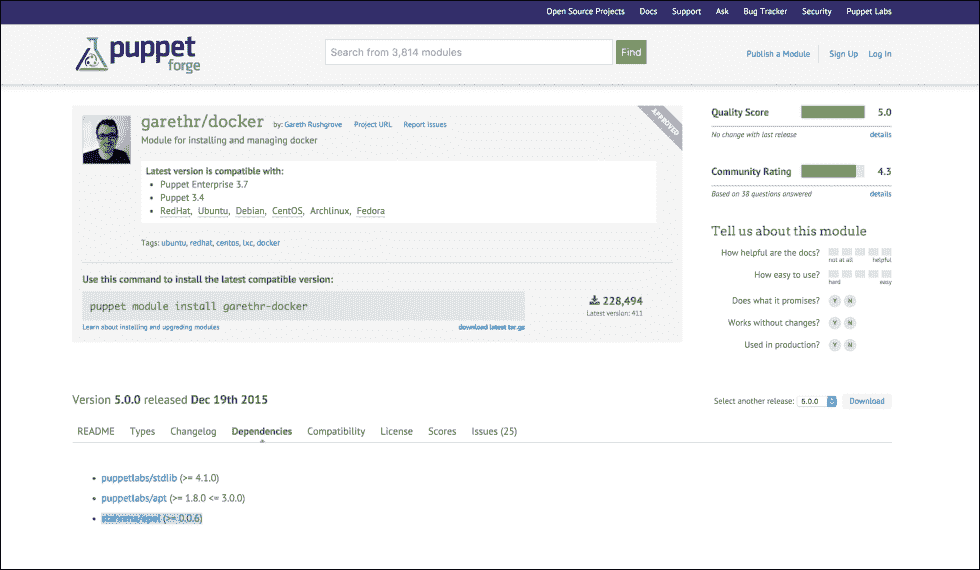 Open Source Projects Docs Support Ask Bug Tracker Security Puppet Labs
puppet
forge
Search from 3,814 modules Find
Publish a Module Sign Up Log In
APPROVED
garethr/docker by: Gareth Rushgrove Project URL Report issues
Module for installing and managing docker
Latest version is compatible with:
Puppet Enterprise 3.7
Puppet 3.4
RedHat, Ubuntu, Debian, CentOS, Archlinux, Fedora
Tags: ubuntu, redhat, centos, lxc, docker
Use this command to install the latest compatible version:
puppet module install garethr-docker
Learn about installing and upgrading modules download latest tar.gz
228,494
Latest version: 411
Quality Score 5.0
No change with last release details
Community Rating 4.3
Based on 38 questions answered details
Tell us about this module
How helpful are the docs?
not at all helpful
How easy to use?
hard easy
Does what it promises? Y N
Works without changes? Y N
Used in production? Y N
Version 5.0.0 released Dec 19th 2015
Select another release: 5.0.0 Download
README Types Changelog Dependencies Compatibility License Scores Issues (25)
puppetlabs/stdlib (>= 4.1.0)
puppetlabs/apt (>= 1.8.0 <= 3.0.0)
stahnma/epel (>= 0.0.6)